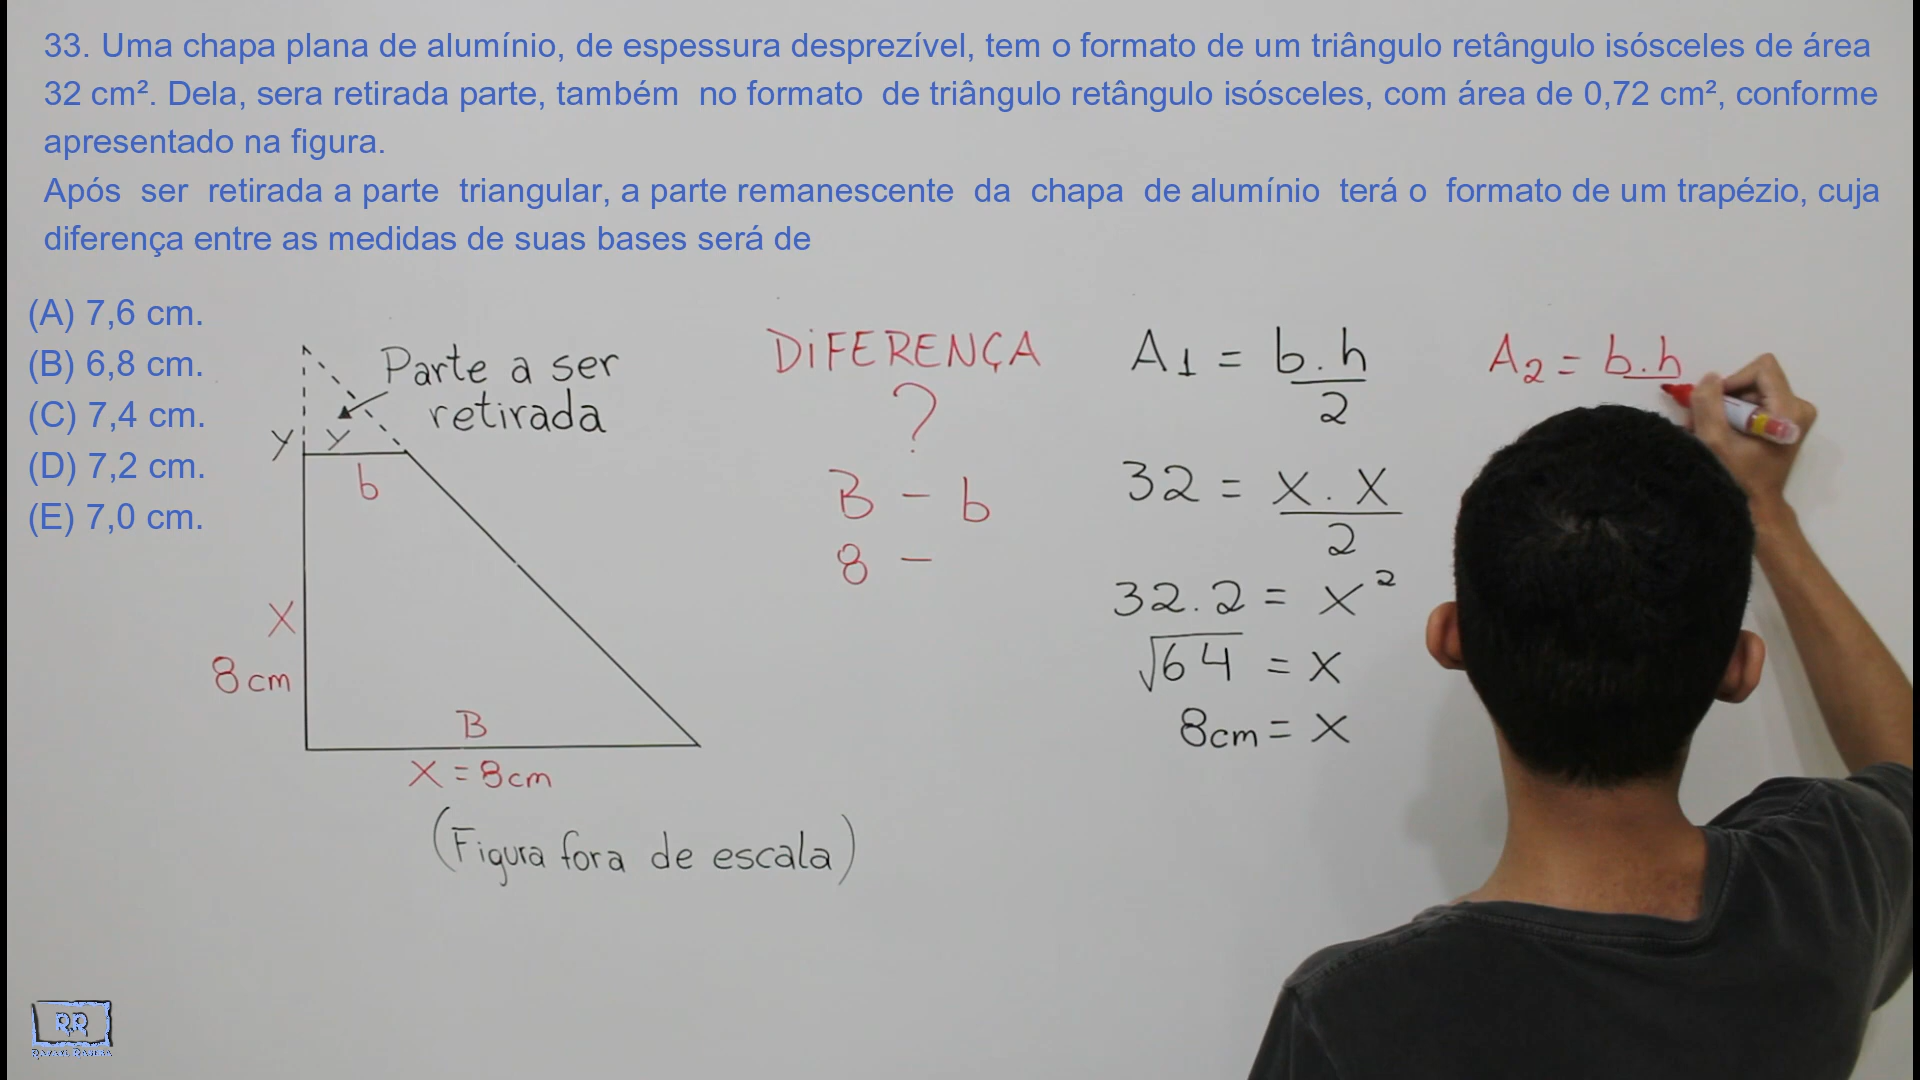 33. Uma chapa plana de alumínio, de espessura desprezível, tem o formato de um triângulo retângulo isósceles de área
32 cm². Dela, sera retirada parte, também no formato de triângulo retângulo isósceles, com área de 0,72 cm², conforme
apresentado na figura.
Após ser retirada a parte triangular, a parte remanescente da chapa de alumínio terá o formato de um trapézio, cuja
diferença entre as medidas de suas bases será de
(A) 7,6 cm.
(B) 6,8 cm.
(C) 7,4 cm.
(D) 7,2 cm.
(E) 7,0 cm.
Parte a ser
retirada
y
y
b
X
8cm
B
X = 8cm
(Figura fora de escala)
DiFERENÇA
?
B - b
8 -
A1 = b.h
2
32 = X . X
2
32.2 = X²
√64 = X
8cm = X
A2 = b.h
RR